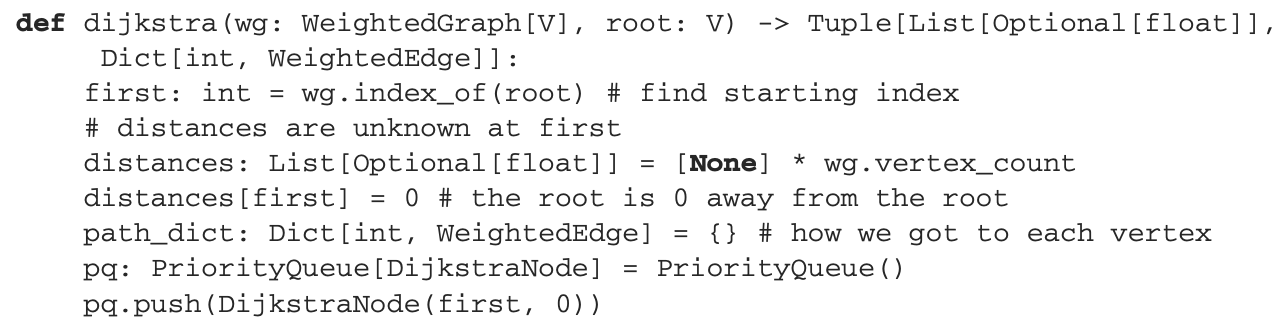 def dijkstra(wg: WeightedGraph[V], root: V) -> Tuple[List[Optional[float]],
     Dict[int, WeightedEdge]]:
    first: int = wg.index_of(root) # find starting index
    # distances are unknown at first
    distances: List[Optional[float]] = [None] * wg.vertex_count
    distances[first] = 0 # the root is 0 away from the root
    path_dict: Dict[int, WeightedEdge] = {} # how we got to each vertex
    pq: PriorityQueue[DijkstraNode] = PriorityQueue()
    pq.push(DijkstraNode(first, 0))